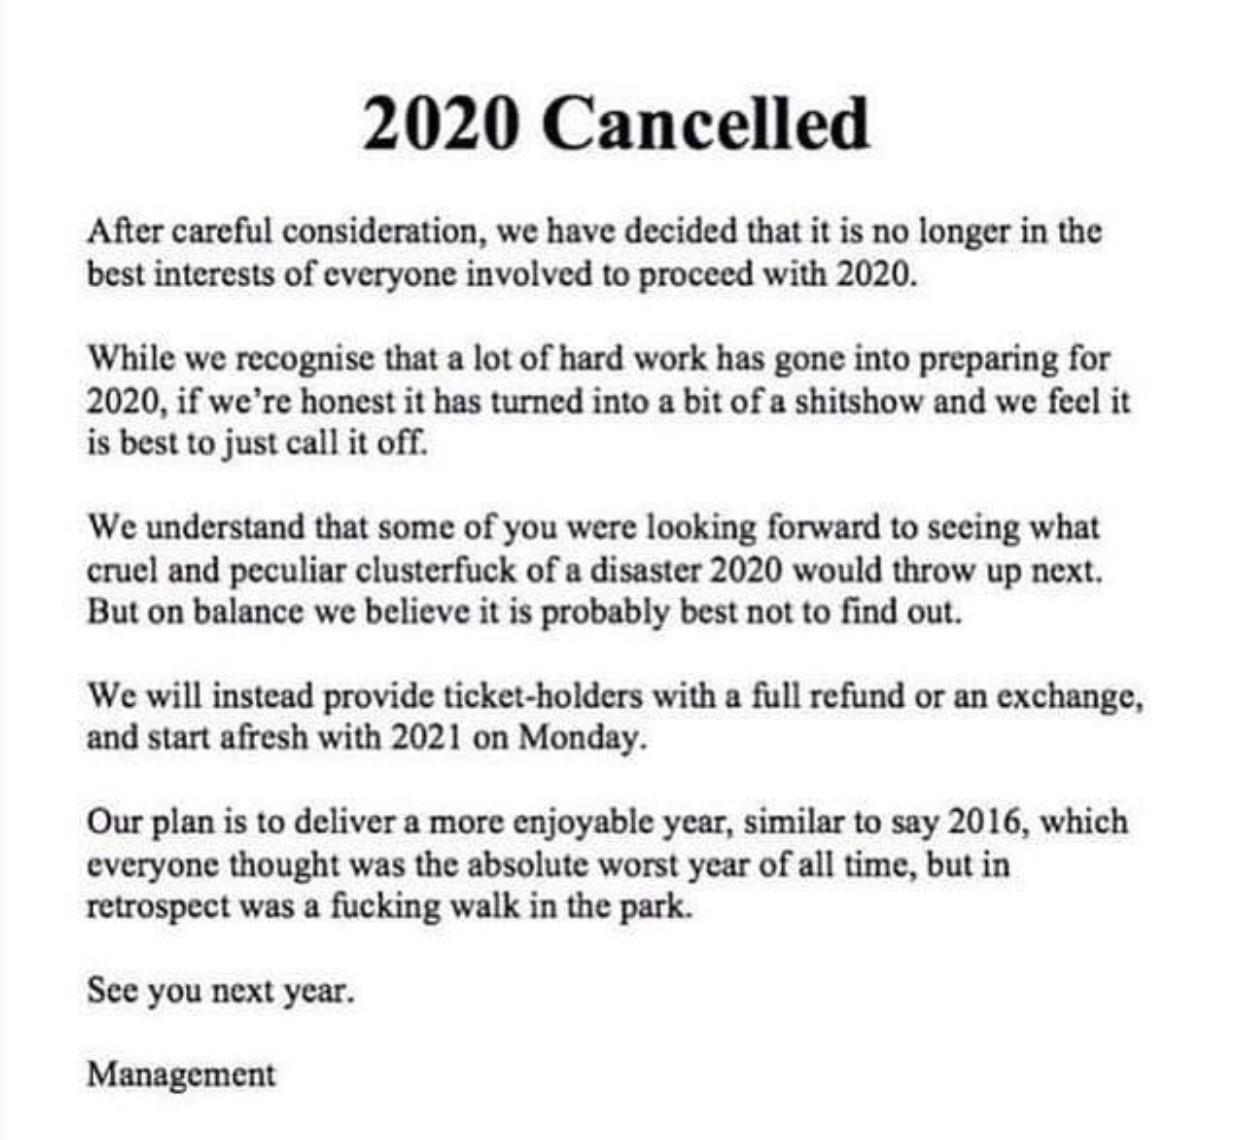 2020 Cancelled
After careful consideration, we have decided that it is no longer in the
best interests of everyone involved to proceed with 2020.
While we recognise that a lot of hard work has gone into preparing for
2020, if we're honest it has turned into a bit of a shitshow and we feel it
is best to just call it off.
We understand that some of you were looking forward to seeing what
cruel and peculiar clusterfuck of a disaster 2020 would throw up next.
But on balance we believe it is probably best not to find out.
We will instead provide ticket-holders with a full refund or an exchange,
and start afresh with 2021 on Monday.
Our plan is to deliver a more enjoyable year, similar to say 2016, which
everyone thought was the absolute worst year of all time, but in
retrospect was a fucking walk in the park.
See you next year.
Management